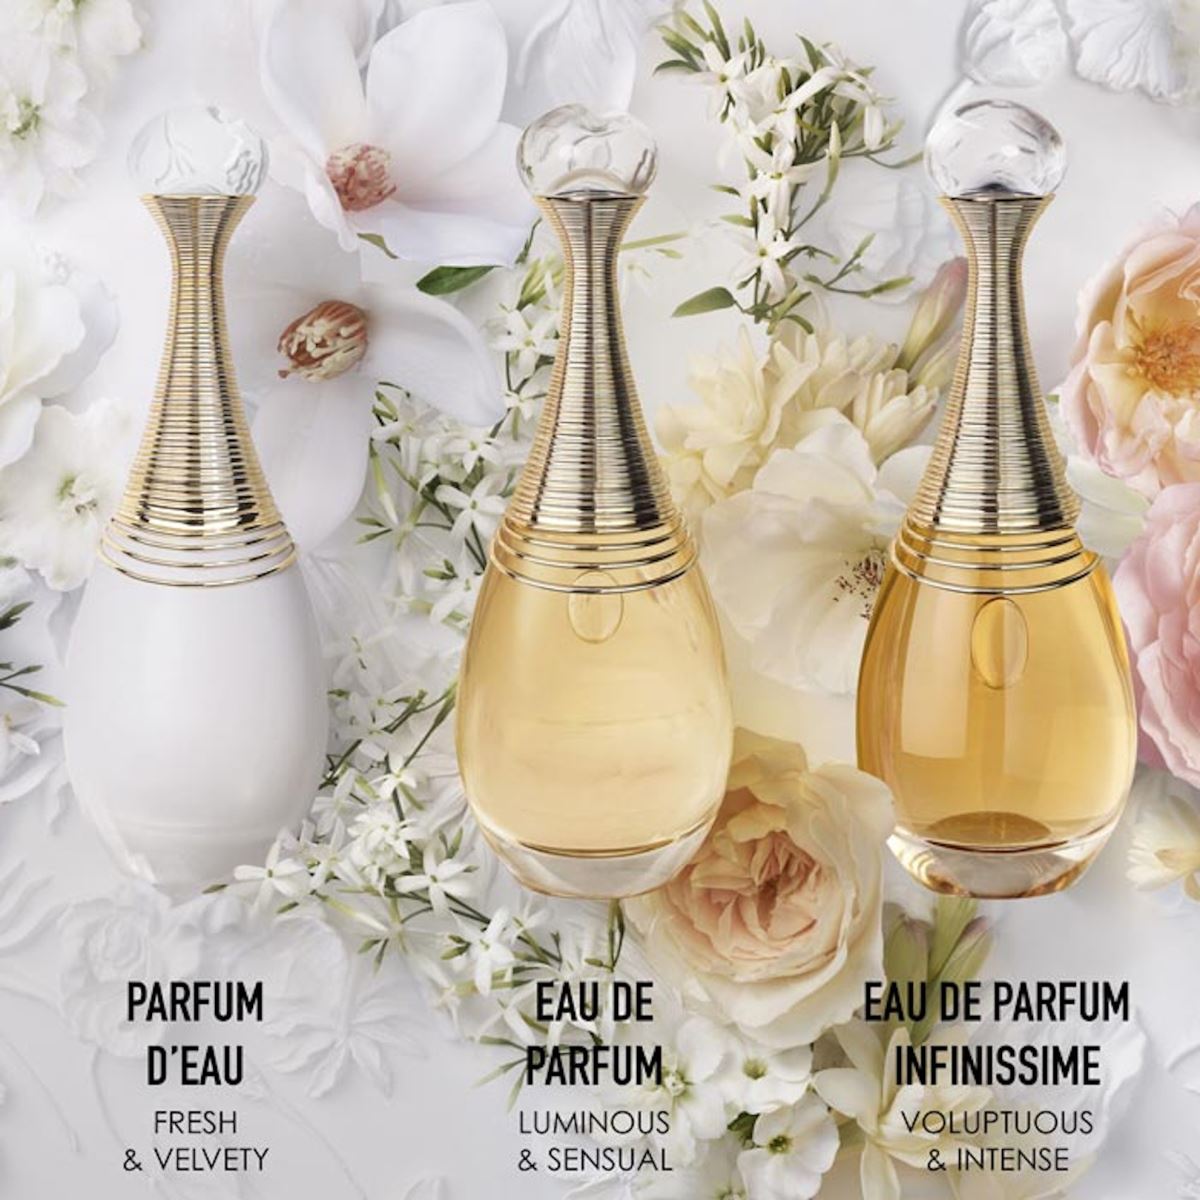 PARFUM
D'EAU
FRESH
& VELVETY
EAU DE
PARFUM
LUMINOUS
& SENSUAL
EAU DE PARFUM
INFINISSIME
VOLUPTUOUS
& INTENSE